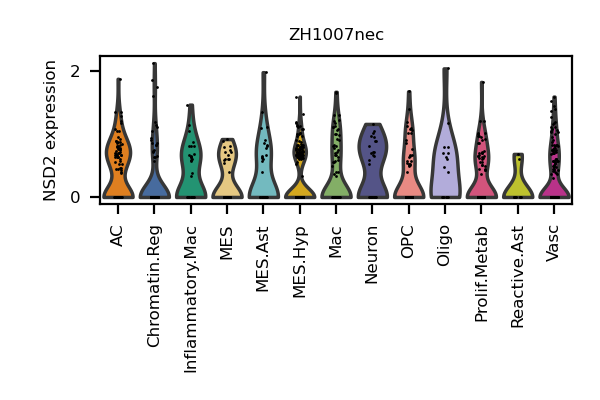 ZH1007nec
NSD2 expression
2
0
AC
Chromatin.Reg
Inflammatory.Mac
MES
MES.Ast
MES.Hyp
Mac
Neuron
OPC
Oligo
Prolif.Metab
Reactive.Ast
Vasc